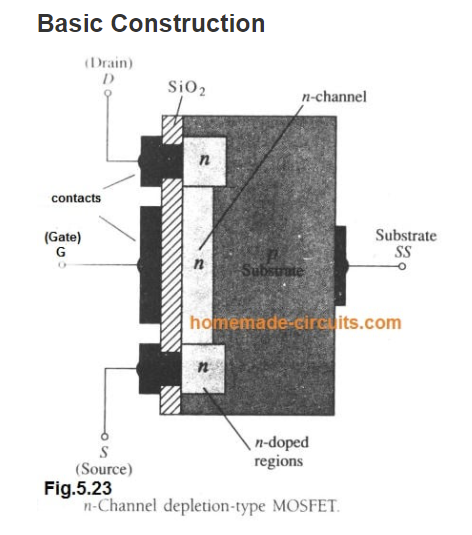 Basic Construction
(Drain)
D
SiO2
n-channel
n
contacts
(Gate)
G
n
p
Substrate
Substrate
SS
homemade-circuits.com
n
n-doped
regions
S
(Source)
Fig.5.23
n-Channel depletion-type MOSFET.